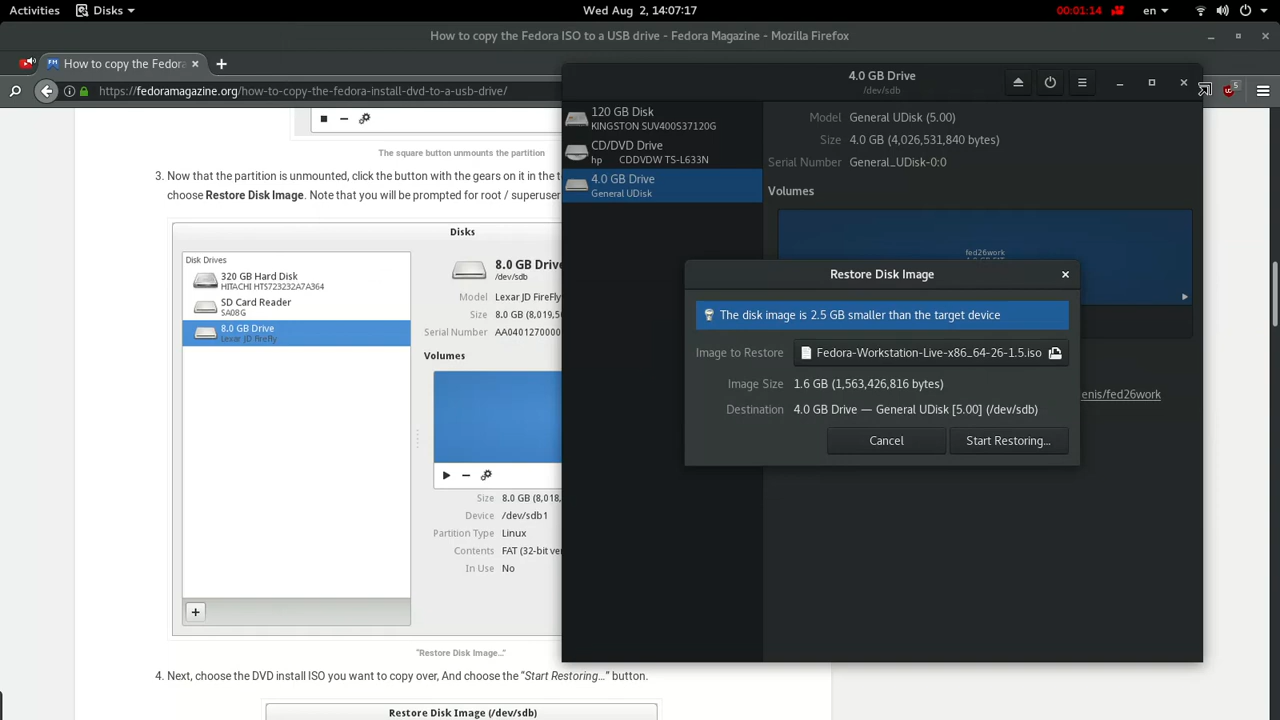 Activities
Disks
Wed Aug 2, 14:07:17
00:01:14
en
How to copy the Fedora ISO to a USB drive - Fedora Magazine - Mozilla Firefox
How to copy the Fedora
https://fedoramagazine.org/how-to-copy-the-fedora-install-dvd-to-a-usb-drive/
5
The square button unmounts the partition
3. Now that the partition is unmounted, click the button with the gears on it in the t
choose Restore Disk Image. Note that you will be prompted for root / superuser
Disks
Disk Drives
320 GB Hard Disk
HITACHI HTS723232A7A364
SD Card Reader
SA08G
8.0 GB Drive
Lexar JD Firefly
8.0 GB Drive
/dev/sdb
Model Lexar JD FireFly
Size 8.0 GB (8,019,50
Serial Number AA0401270000
Volumes
Size 8.0 GB (8,018,
Device /dev/sdb1
Partition Type Linux
Contents FAT (32-bit ve
In Use No
"Restore Disk Image…"
4. Next, choose the DVD install ISO you want to copy over, And choose the "Start Restoring…" button.
Restore Disk Image (/dev/sdb)
4.0 GB Drive
/dev/sdb
120 GB Disk
KINGSTON SUV400S37120G
CD/DVD Drive
hp CDDVDW TS-L633N
4.0 GB Drive
General UDisk
Model General UDisk (5.00)
Size 4.0 GB (4,026,531,840 bytes)
Serial Number General_UDisk-0:0
Volumes
fed26work
enis/fed26work
Restore Disk Image
The disk image is 2.5 GB smaller than the target device
Image to Restore Fedora-Workstation-Live-x86_64-26-1.5.iso
Image Size 1.6 GB (1,563,426,816 bytes)
Destination 4.0 GB Drive — General UDisk [5.00] (/dev/sdb)
Cancel
Start Restoring...